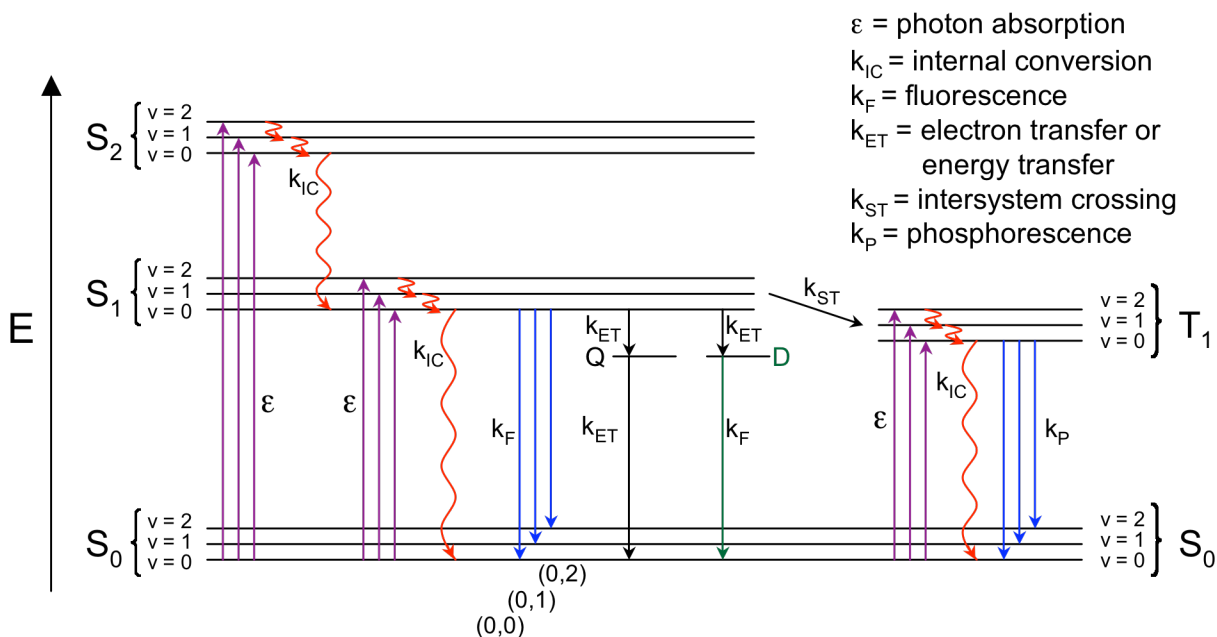 ε = photon absorption
k_IC = internal conversion
k_F = fluorescence
k_ET = electron transfer or
energy transfer
k_ST = intersystem crossing
k_P = phosphorescence
E
S_2
v = 2
v = 1
v = 0
k_IC
S_1
v = 2
v = 1
v = 0
k_ST
k_ET
k_ET
Q
D
v = 2
v = 1
v = 0
T_1
k_IC
k_IC
ε
ε
k_F
k_ET
k_F
ε
k_P
S_0
v = 2
v = 1
v = 0
v = 2
v = 1
v = 0
S_0
(0,2)
(0,1)
(0,0)